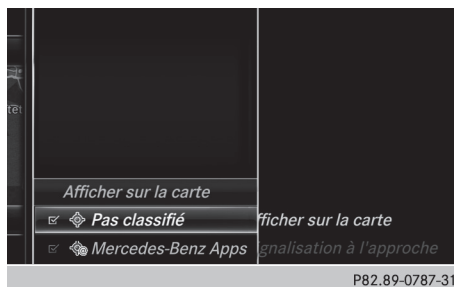 tét
Afficher sur la carte
Pas classifié
fficher sur la carte
Mercedes-Benz Apps
gnalisation à l'approche
P82.89-0787-31